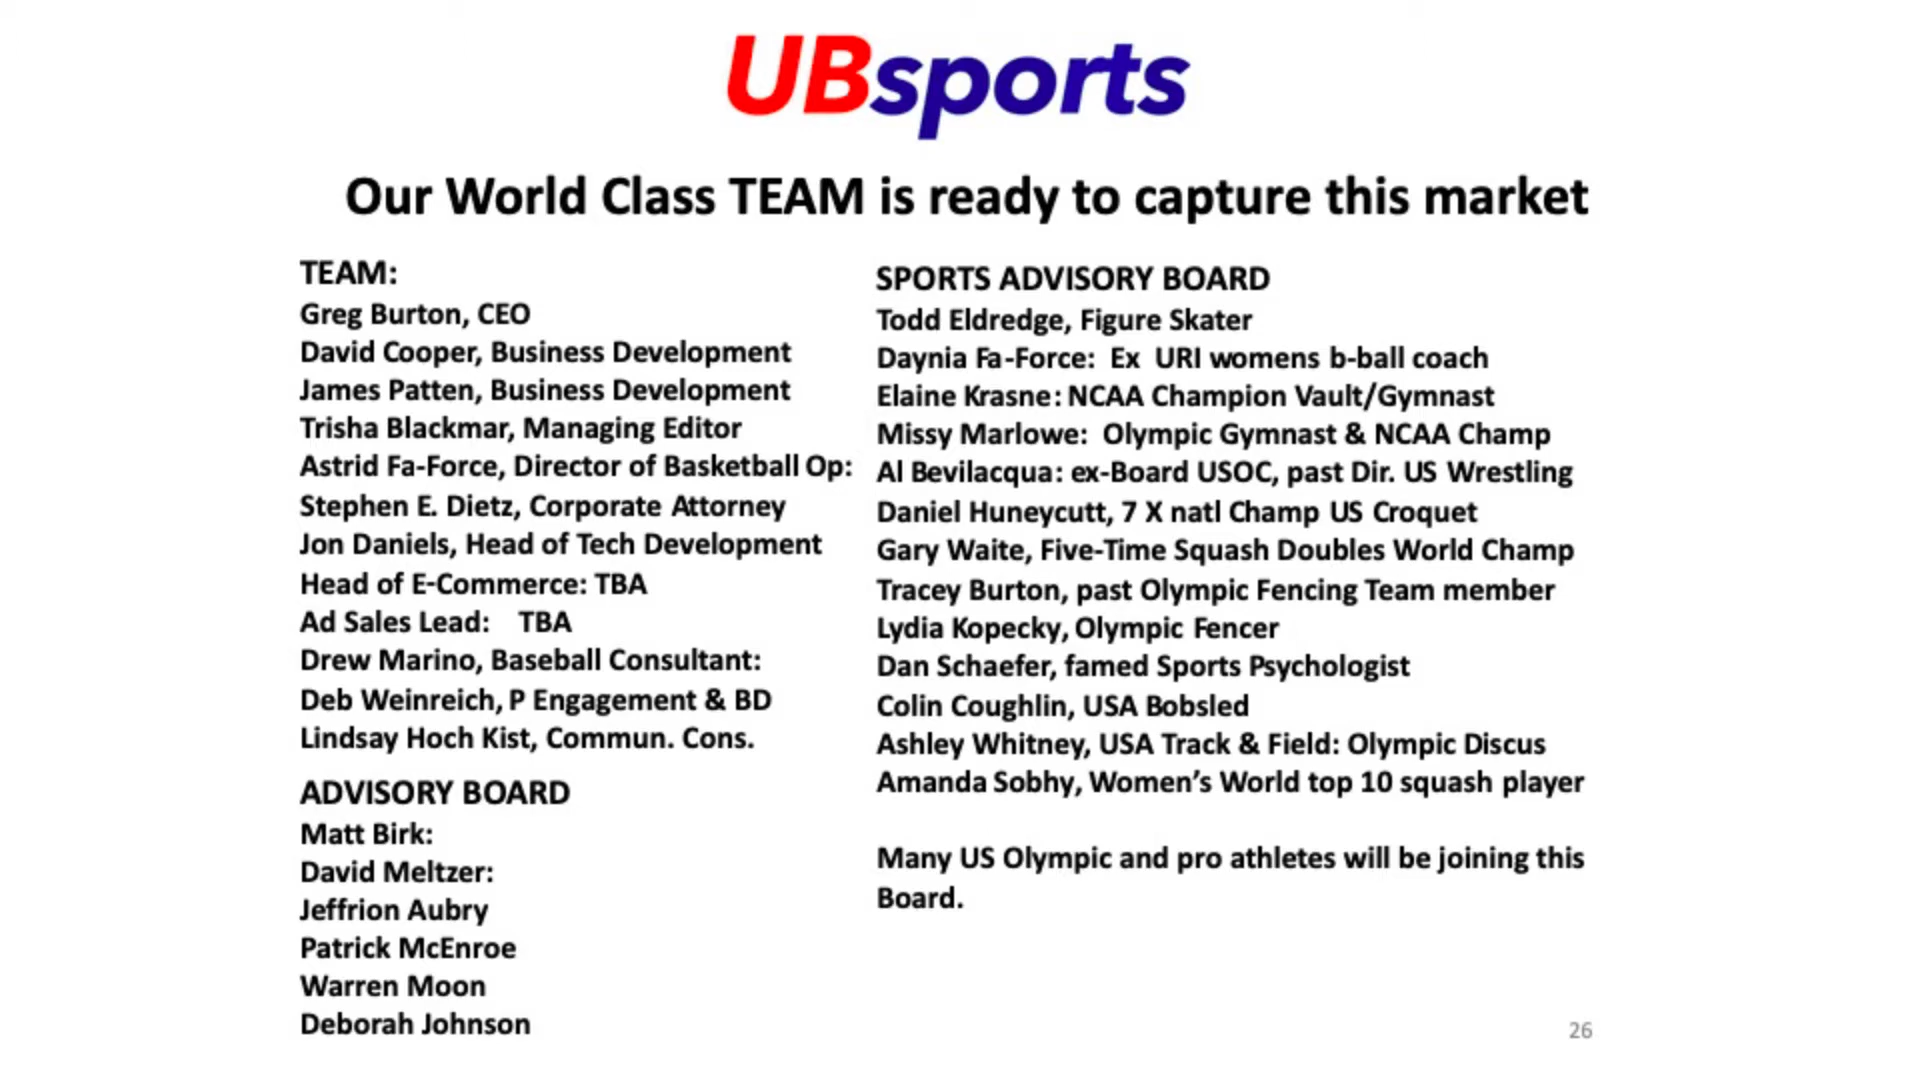 UBsports
Our World Class TEAM is ready to capture this market
TEAM:
Greg Burton, CEO
David Cooper, Business Development
James Patten, Business Development
Trisha Blackmar, Managing Editor
Astrid Fa-Force, Director of Basketball Op:
Stephen E. Dietz, Corporate Attorney
Jon Daniels, Head of Tech Development
Head of E-Commerce: TBA
Ad Sales Lead: TBA
Drew Marino, Baseball Consultant:
Deb Weinreich, P Engagement & BD
Lindsay Hoch Kist, Commun. Cons.
ADVISORY BOARD
Matt Birk:
David Meltzer:
Jeffrion Aubry
Patrick McEnroe
Warren Moon
Deborah Johnson
SPORTS ADVISORY BOARD
Todd Eldredge, Figure Skater
Daynia Fa-Force: Ex URI womens b-ball coach
Elaine Krasne: NCAA Champion Vault/Gymnast
Missy Marlowe: Olympic Gymnast & NCAA Champ
Al Bevilacqua: ex-Board USOC, past Dir. US Wrestling
Daniel Huneycutt, 7 X natl Champ US Croquet
Gary Waite, Five-Time Squash Doubles World Champ
Tracey Burton, past Olympic Fencing Team member
Lydia Kopecky, Olympic Fencer
Dan Schaefer, famed Sports Psychologist
Colin Coughlin, USA Bobsled
Ashley Whitney, USA Track & Field: Olympic Discus
Amanda Sobhy, Women's World top 10 squash player
Many US Olympic and pro athletes will be joining this
Board.
26